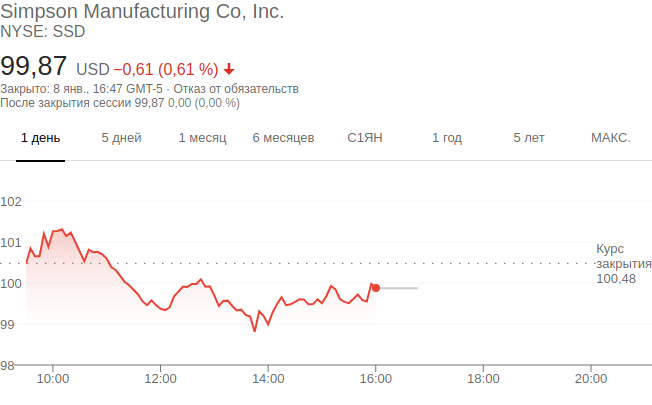 Simpson Manufacturing Co, Inc.
NYSE: SSD
99,87 USD −0,61 (0,61 %)
Закрыто: 8 янв., 16:47 GMT-5 · Отказ от обязательств
После закрытия сессии 99,87 0,00 (0,00 %)
1 день 5 дней 1 месяц 6 месяцев С1ЯН 1 год 5 лет МАКС.
102
101
Курс
закрытия
100,48
100
99
98
10:00 12:00 14:00 16:00 18:00 20:00